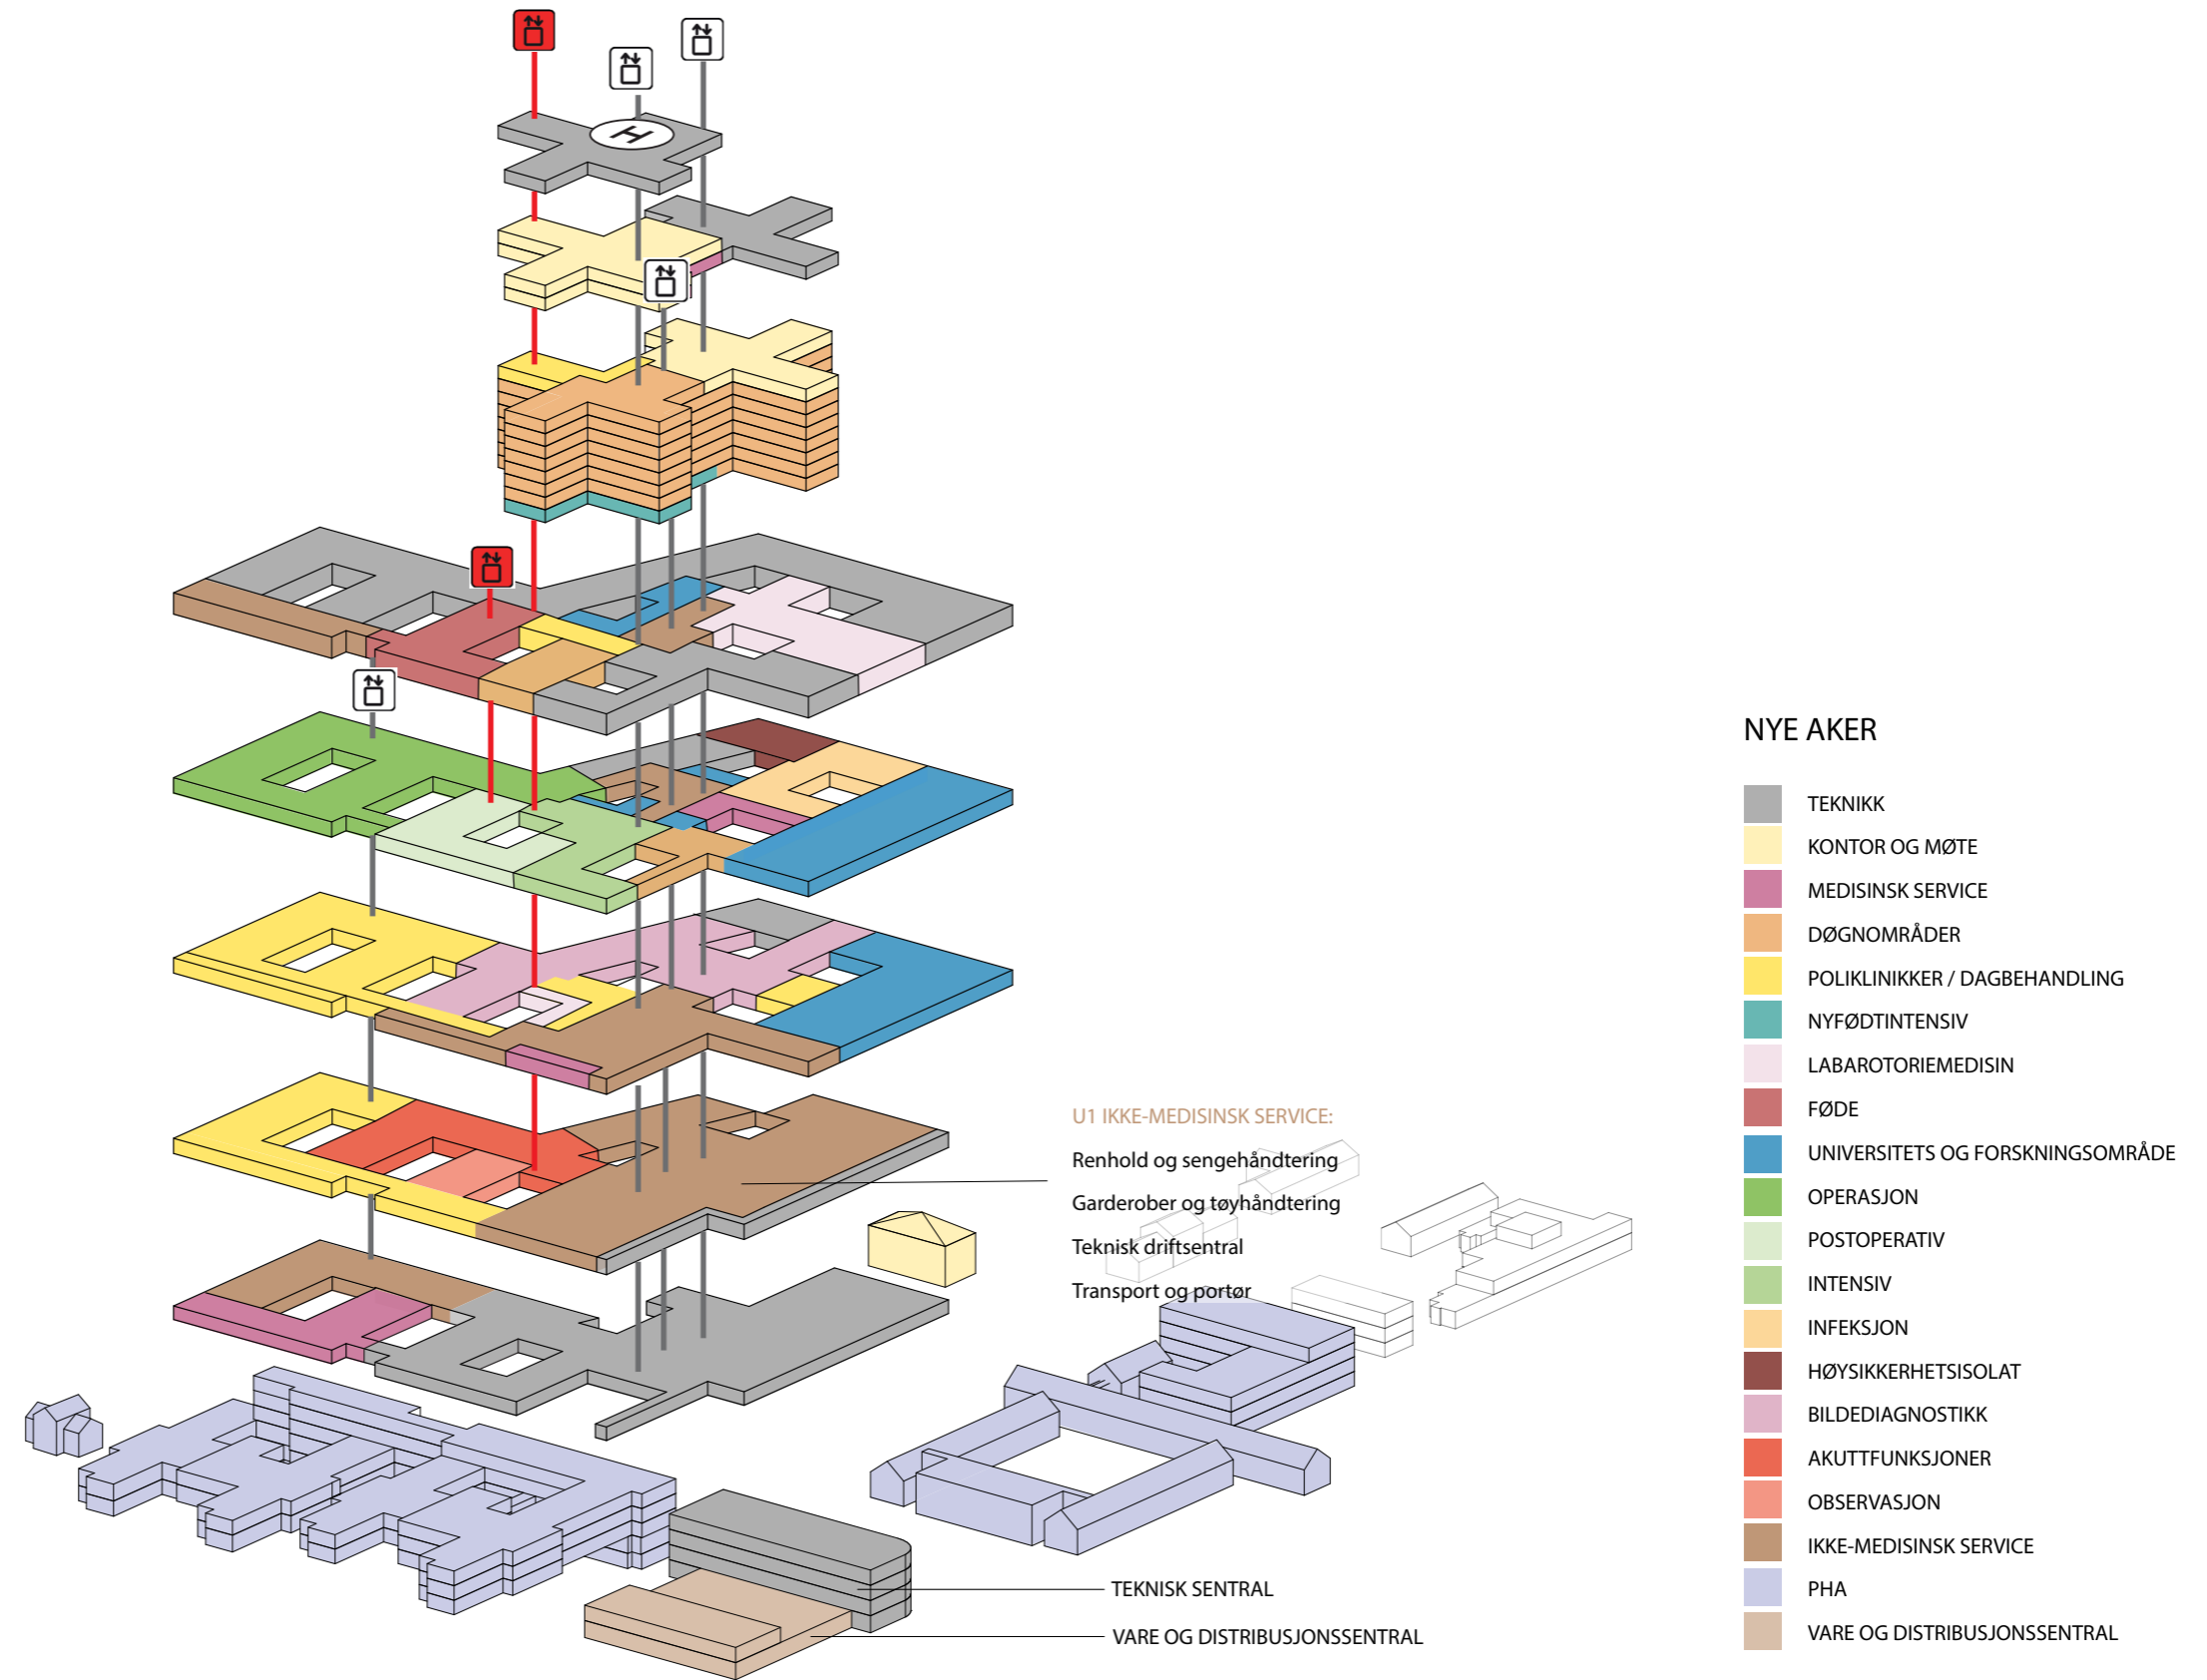 H
U1 IKKE-MEDISINSK SERVICE:
Renhold og sengehåndtering
Garderober og tøyhåndtering
Teknisk driftsentral
Transport og portør
TEKNISK SENTRAL
VARE OG DISTRIBUSJONSSENTRAL
NYE AKER
TEKNIKK
KONTOR OG MØTE
MEDISINSK SERVICE
DØGNOMRÅDER
POLIKLINIKKER / DAGBEHANDLING
NYFØDTINTENSIV
LABAROTORIEMEDISIN
FØDE
UNIVERSITETS OG FORSKNINGSOMRÅDE
OPERASJON
POSTOPERATIV
INTENSIV
INFEKSJON
HØYSIKKERHETSISOLAT
BILDEDIAGNOSTIKK
AKUTTFUNKSJONER
OBSERVASJON
IKKE-MEDISINSK SERVICE
PHA
VARE OG DISTRIBUSJONSSENTRAL